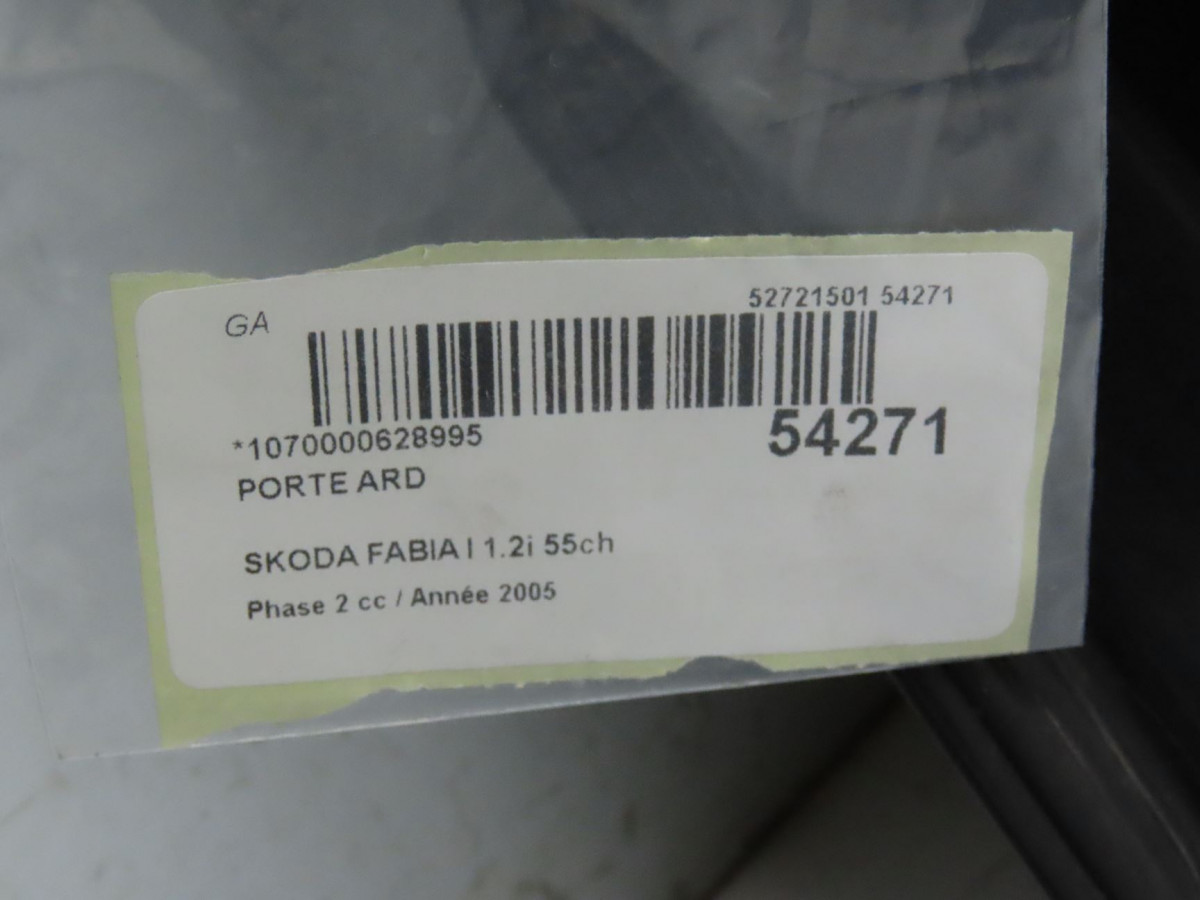 52721501 54271
GA
*1070000628995
54271
PORTE ARD
SKODA FABIA I 1.2i 55ch
Phase 2 cc / Année 2005